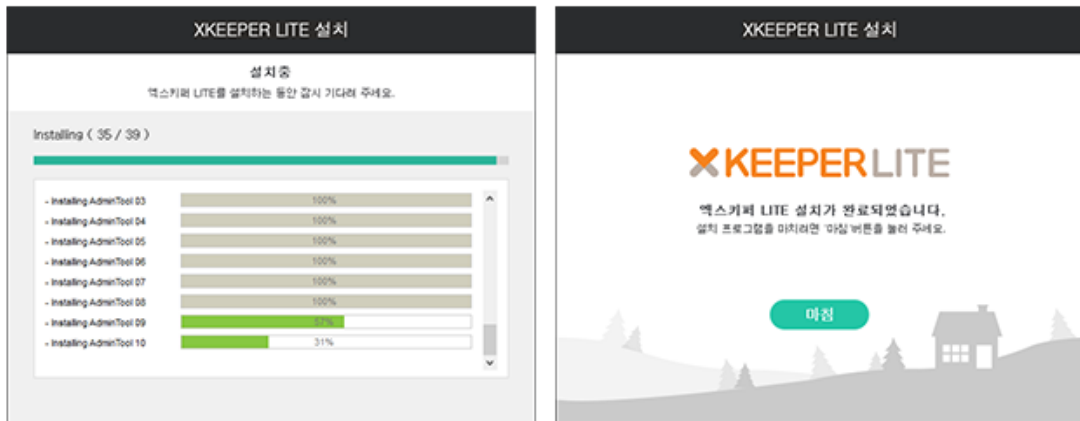 XKEEPER LITE 설치
설치중
엑스키퍼 LITE를 설치하는 동안 잠시 기다려 주세요.
Installing ( 35 / 39 )
- Installing AdminTool 03 100%
- Installing AdminTool 04 100%
- Installing AdminTool 05 100%
- Installing AdminTool 06 100%
- Installing AdminTool 07 100%
- Installing AdminTool 08 100%
- Installing AdminTool 09 57%
- Installing AdminTool 10 31%
XKEEPER LITE 설치
XKEEPER LITE
엑스키퍼 LITE 설치가 완료되었습니다.
설치 프로그램을 마치려면 '마침'버튼을 눌러 주세요.
마침